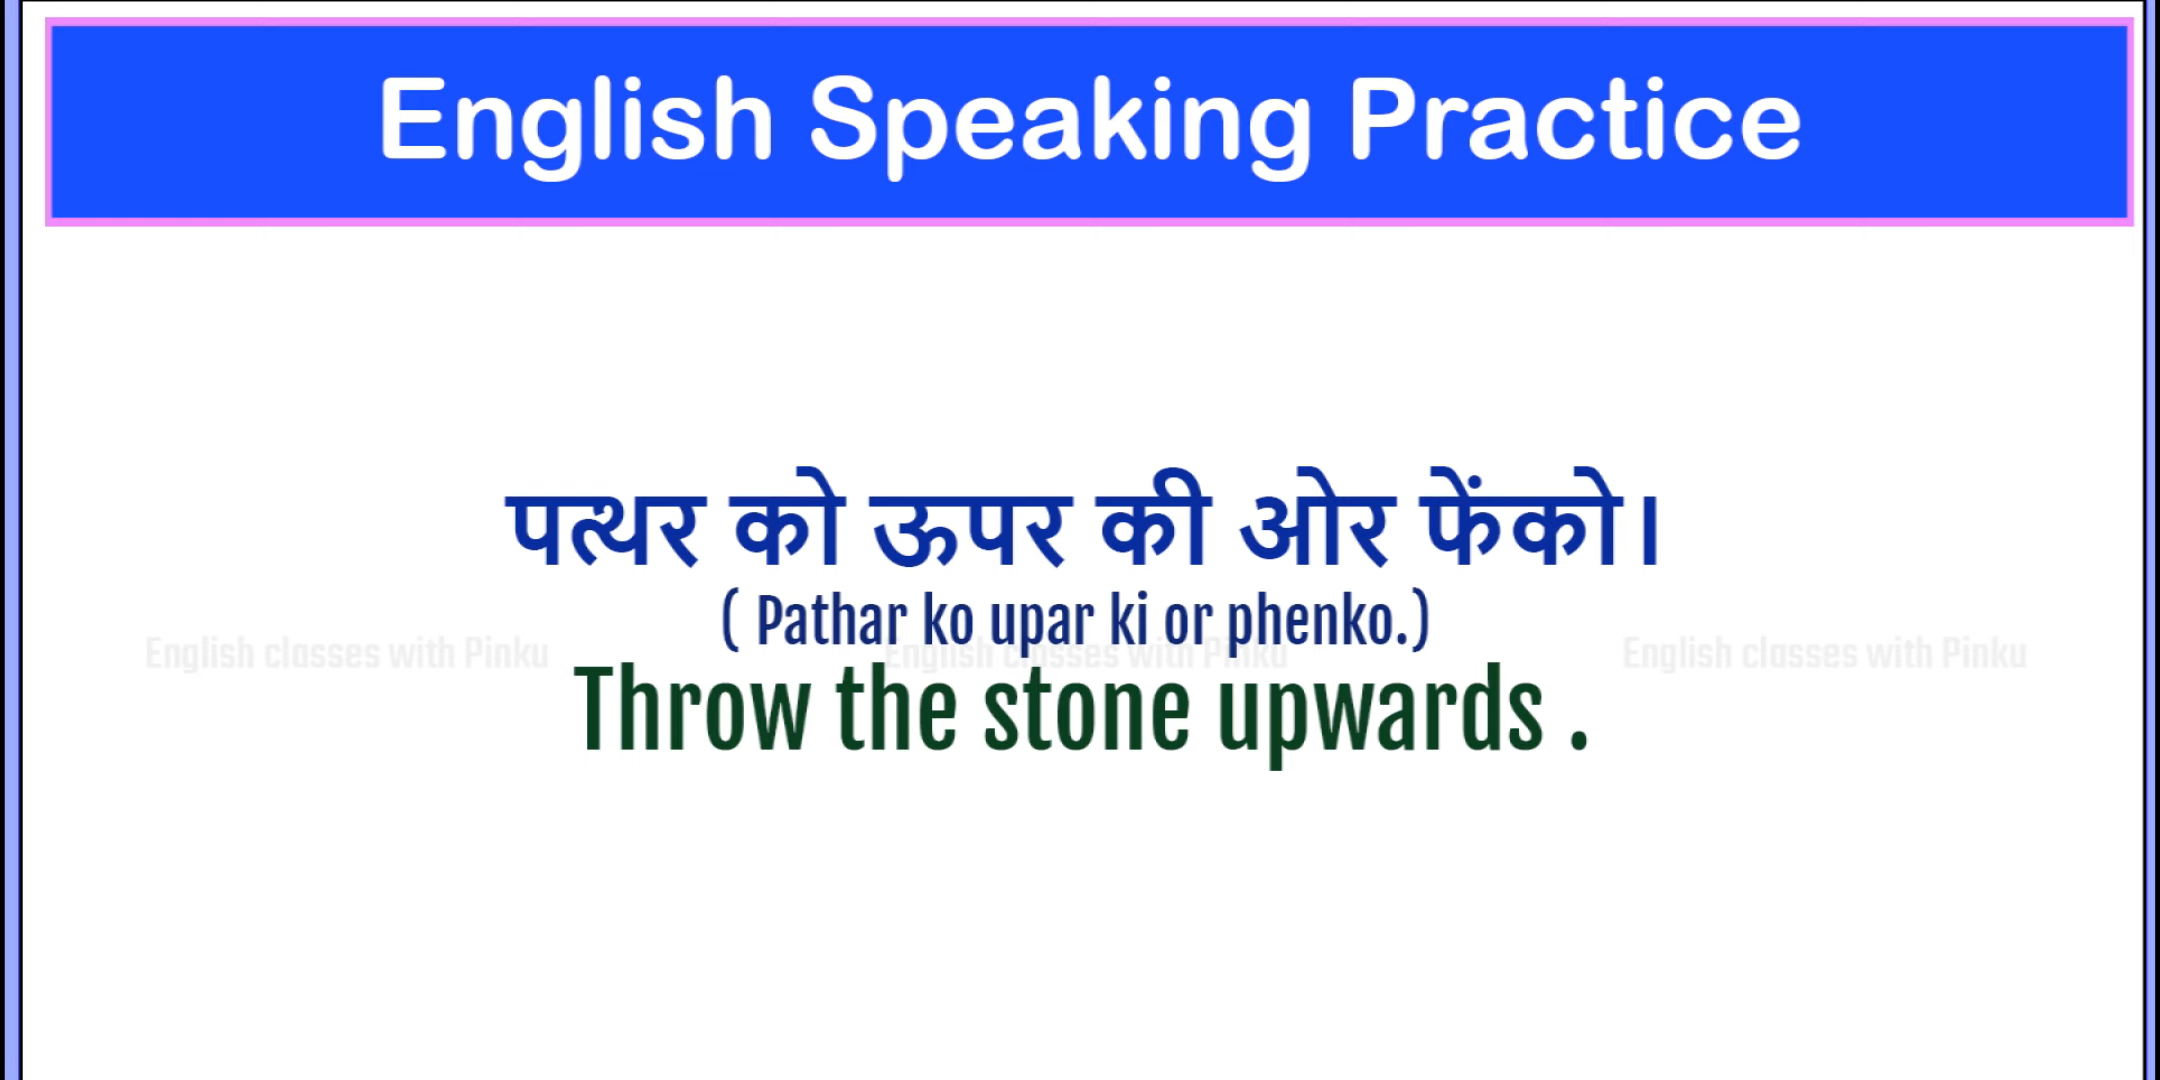 English Speaking Practice
पत्थर को ऊपर की ओर फेंको।
( Pathar ko upar ki or phenko.)
English classes with Pinku English classes with Pinku English classes with Pinku
Throw the stone upwards .